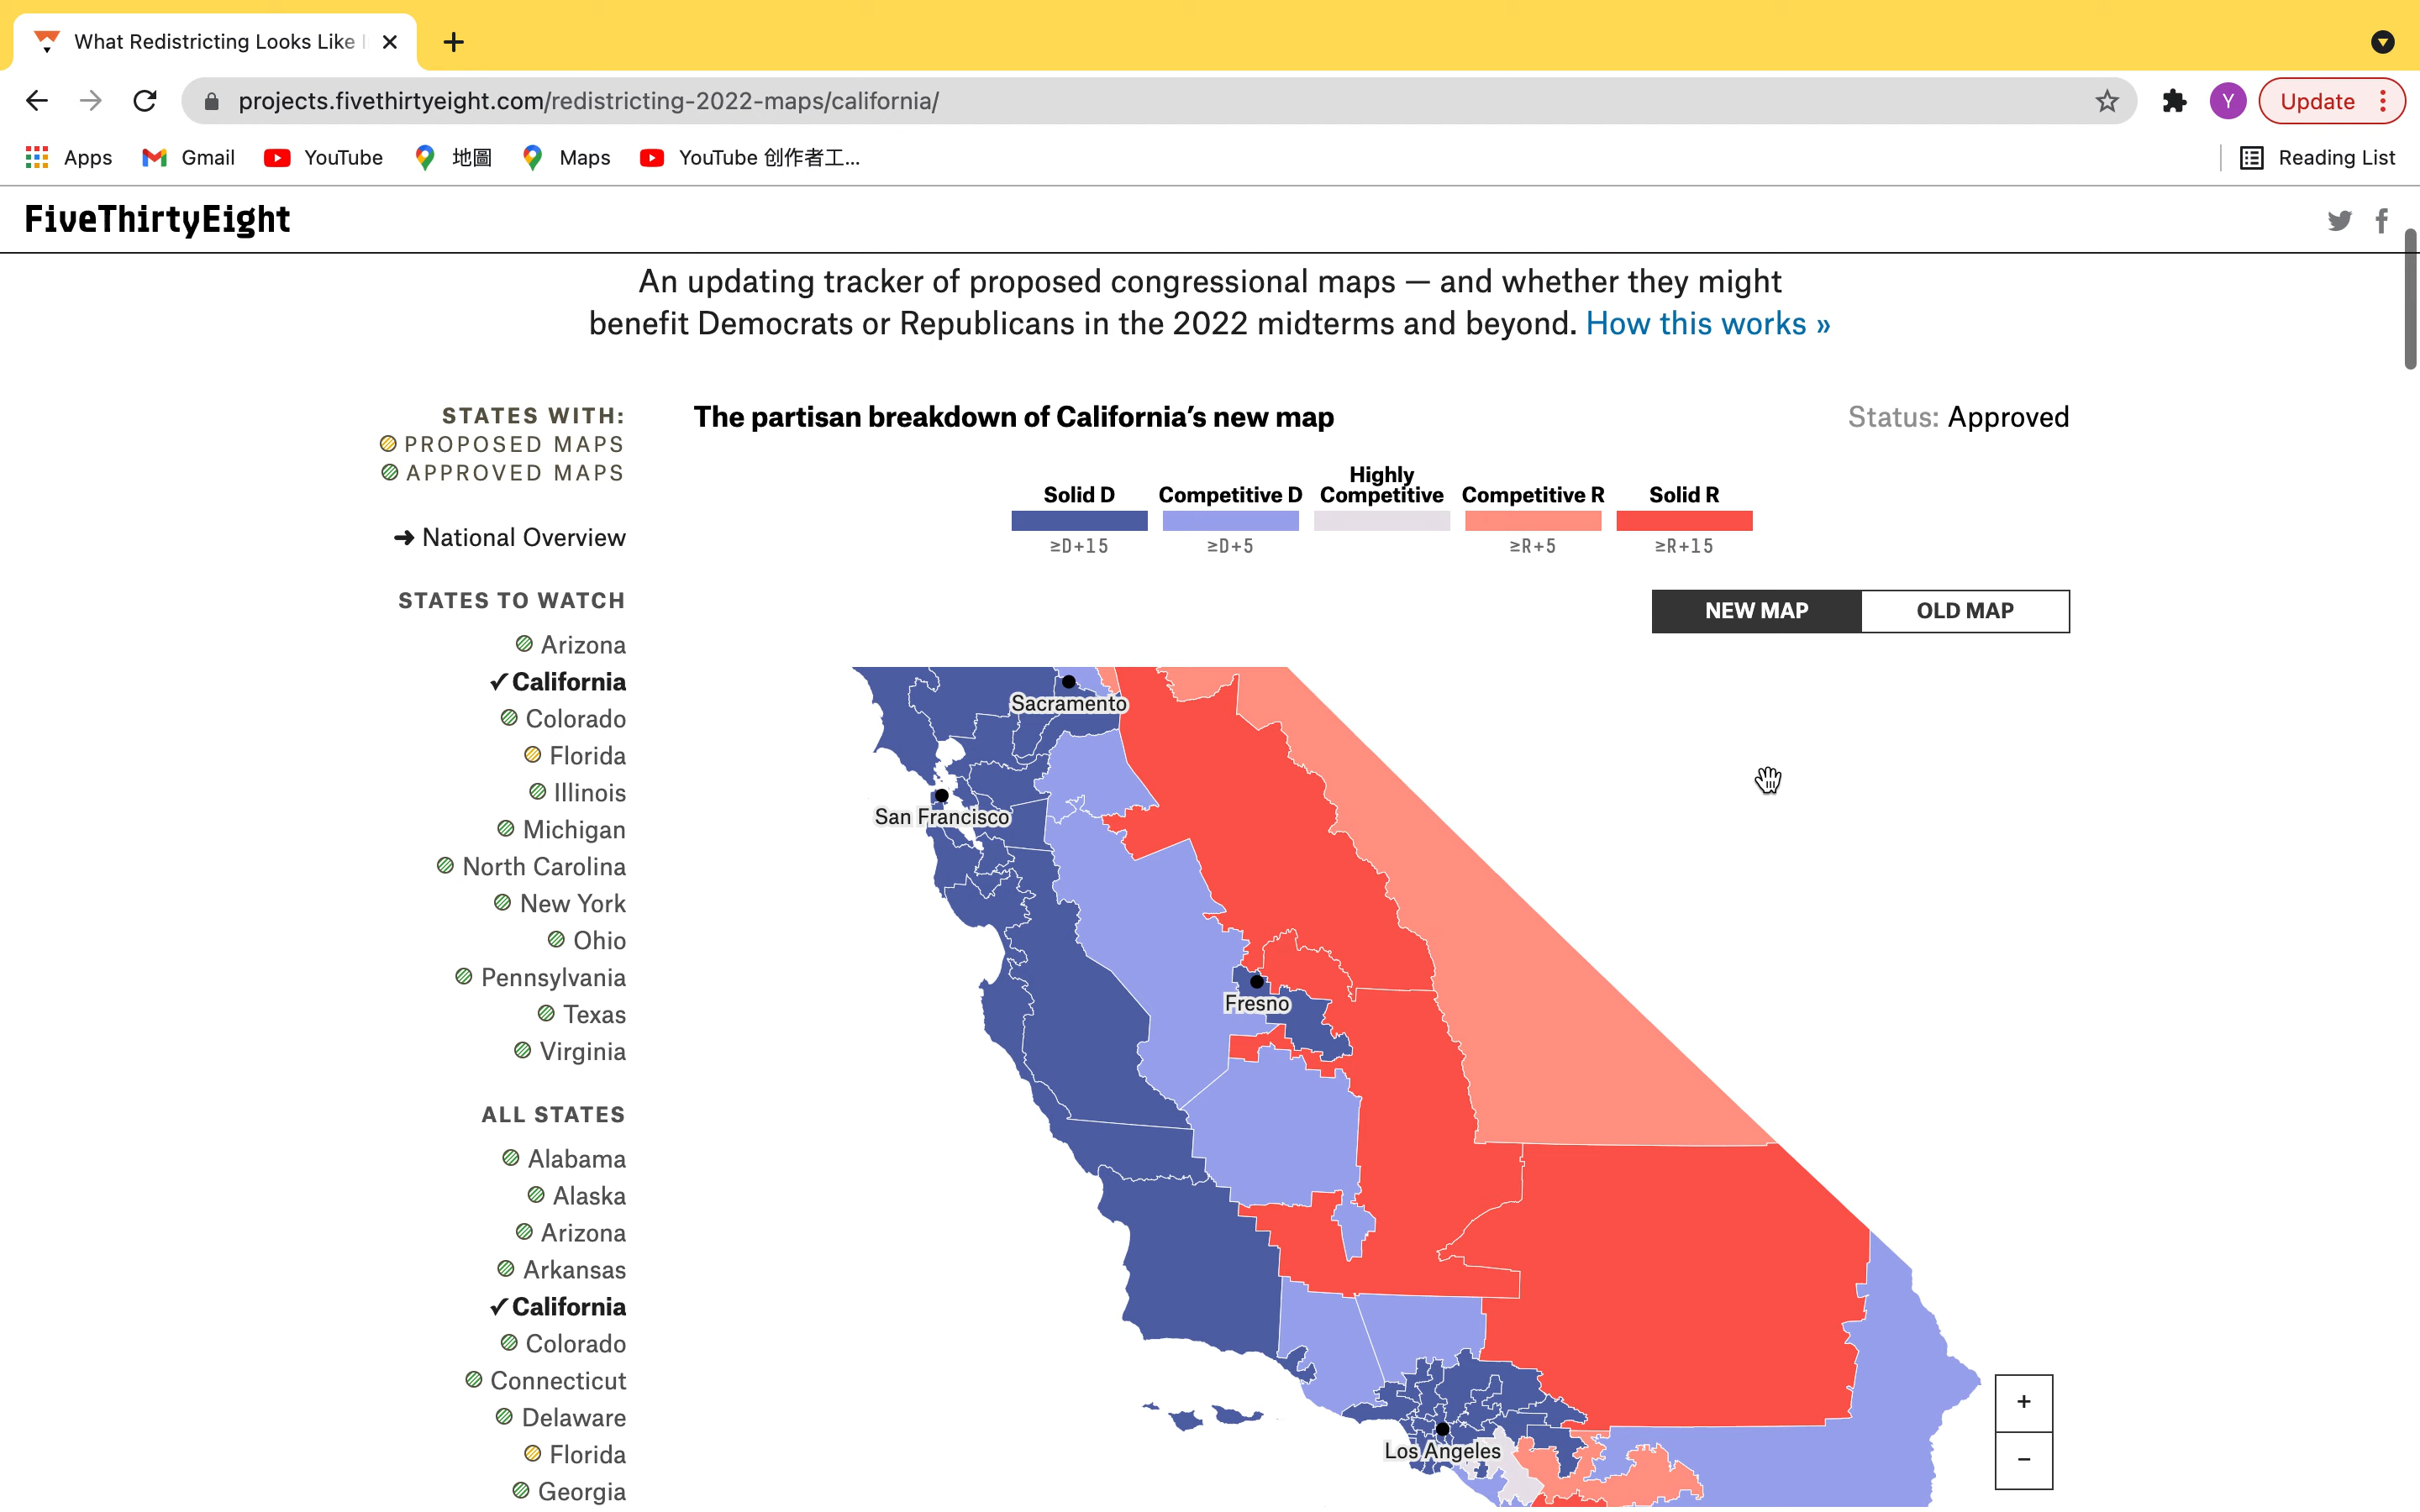 What Redistricting Looks Like
projects.fivethirtyeight.com/redistricting-2022-maps/california/
Y
Update
Apps
Gmail
YouTube
地圖
Maps
YouTube 创作者工...
Reading List
FiveThirtyEight
An updating tracker of proposed congressional maps — and whether they might
benefit Democrats or Republicans in the 2022 midterms and beyond. How this works »
STATES WITH:
PROPOSED MAPS
APPROVED MAPS
➜ National Overview
STATES TO WATCH
Arizona
✓ California
Colorado
Florida
Illinois
Michigan
North Carolina
New York
Ohio
Pennsylvania
Texas
Virginia
ALL STATES
Alabama
Alaska
Arizona
Arkansas
✓ California
Colorado
Connecticut
Delaware
Florida
Georgia
The partisan breakdown of California’s new map
Status: Approved
Solid D
≥D+15
Competitive D
≥D+5
Highly
Competitive
Competitive R
≥R+5
Solid R
≥R+15
NEW MAP
OLD MAP
Sacramento
San Francisco
Fresno
Los Angeles
+
−